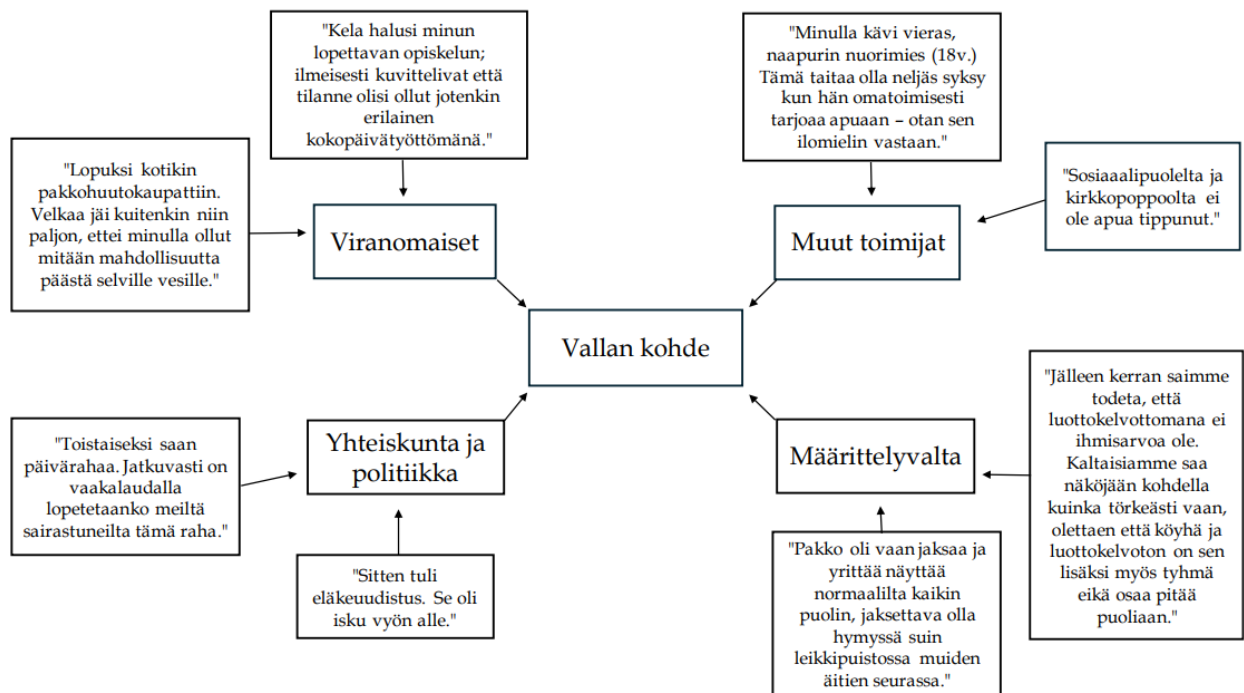 "Kela halusi minun
lopettavan opiskelun;
ilmeisesti kuvittelivat että
tilanne olisi ollut jotenkin
erilainen
kokopäivätyöttömänä."
"Minulla kävi vieras,
naapurin nuorimies (18v.)
Tämä taitaa olla neljäs syksy
kun hän omatoimisesti
tarjoaa apuaan – otan sen
ilomielin vastaan."
"Lopuksi kotikin
pakkohuutokaupattiin.
Velkaa jäi kuitenkin niin
paljon, ettei minulla ollut
mitään mahdollisuutta
päästä selville vesille."
Viranomaiset
Muut toimijat
"Sosiaaalipuolelta ja
kirkkopoppoolta ei
ole apua tippunut."
Vallan kohde
"Toistaiseksi saan
päivärahaa. Jatkuvasti on
vaakalaudalla
lopetetaanko meiltä
sairastuneilta tämä raha."
Yhteiskunta ja
politiikka
Määrittelyvalta
"Jälleen kerran saimme
todeta, että
luottokelvottomana ei
ihmisarvoa ole.
Kaltaisiamme saa
näköjään kohdella
kuinka törkeästi vaan,
olettaen että köyhä ja
luottokelvoton on sen
lisäksi myös tyhmä
eikä osaa pitää
puoliaan."
"Sitten tuli
eläkeuudistus. Se oli
isku vyön alle."
"Pakko oli vaan jaksaa ja
yrittää näyttää
normaalilta kaikin
puolin, jaksettava olla
hymyssä suin
leikkipuistossa muiden
äitien seurassa."